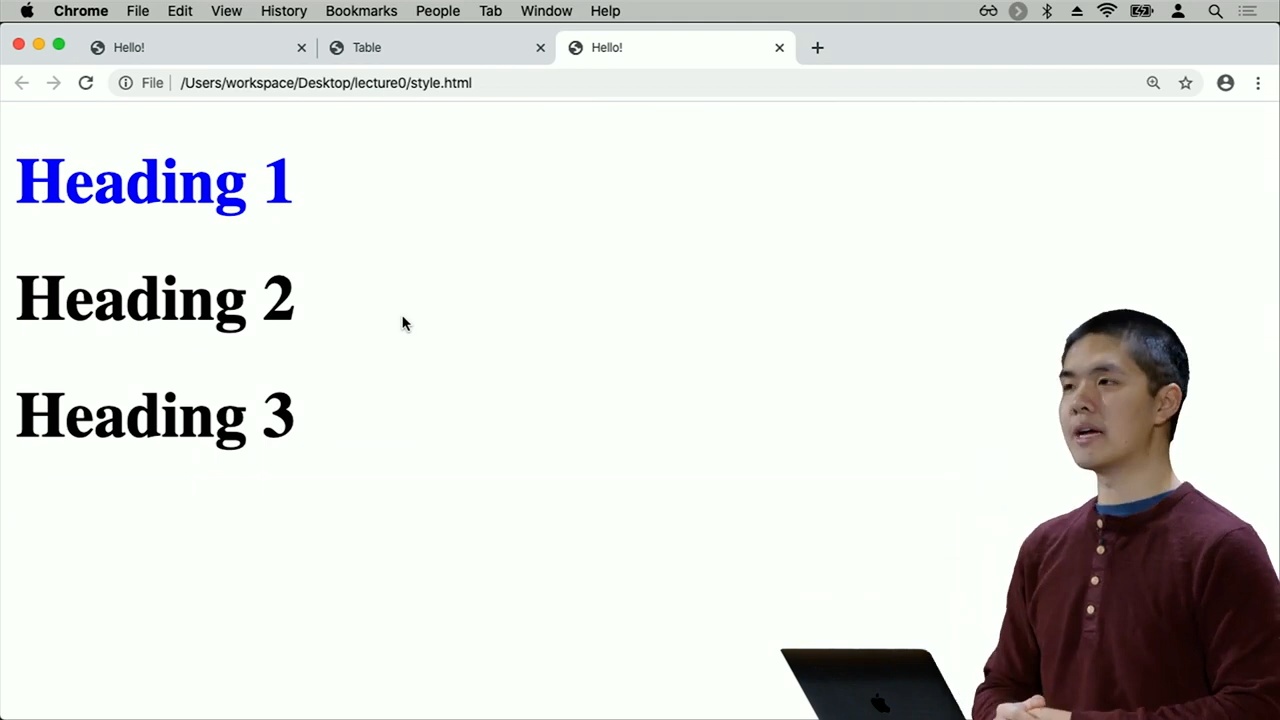 Chrome File Edit View History Bookmarks People Tab Window Help
Hello! Table Hello!
File /Users/workspace/Desktop/lecture0/style.html
Heading 1
Heading 2
Heading 3